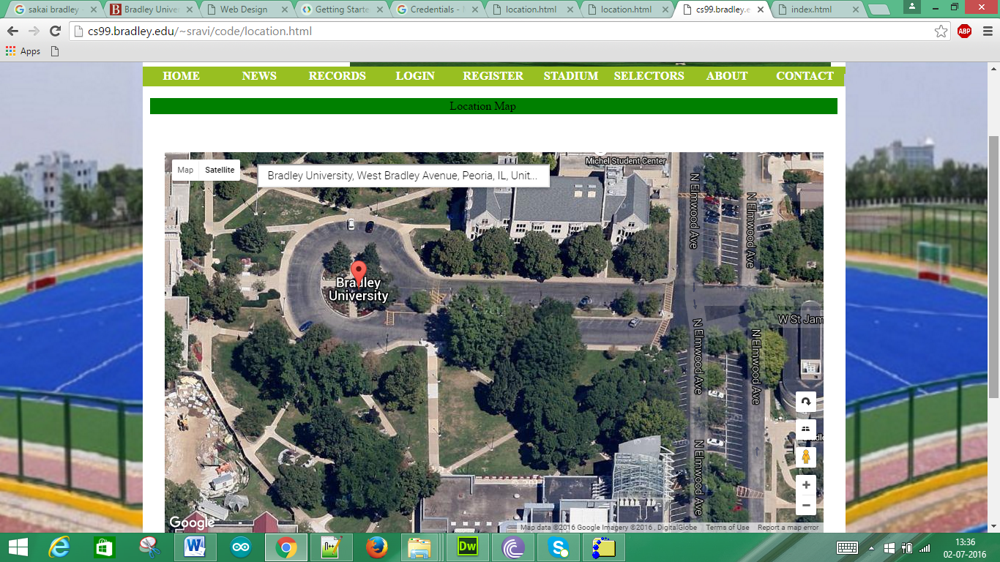 sakai bradley -
Bradley Univer
Web Design
Getting Starte
Credentials -
location.html
location.html
cs99.bradley.e
index.html
cs99.bradley.edu/~sravi/code/location.html
ABP
Apps
HOME NEWS RECORDS LOGIN REGISTER STADIUM SELECTORS ABOUT CONTACT
Location Map
Map Satellite
Bradley University, West Bradley Avenue, Peoria, IL, Unit...
Michel Student Center
N Elmwood Ave
N Elmwood Ave
Bradley
University
W St Jam
N Elmwood Ave
N Elmwood Ave
N Elmwood Ave
Google
Map data ©2016 Google Imagery ©2016 , DigitalGlobe
Terms of Use
Report a map error
Dw
13:36
02-07-2016